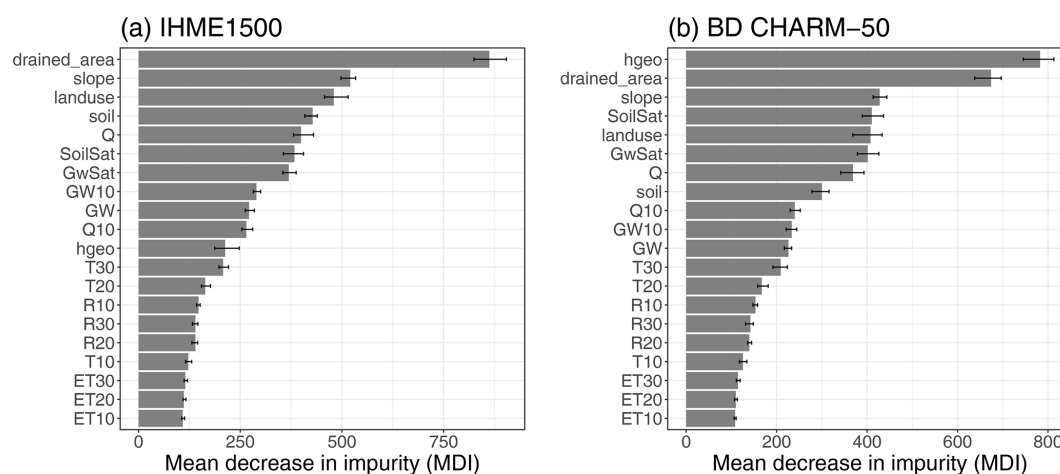 (a) IHME1500
drained_area
slope
landuse
soil
Q
SoilSat
GwSat
GW10
GW
Q10
hgeo
T30
T20
R10
R30
R20
T10
ET30
ET20
ET10
0 250 500 750
Mean decrease in impurity (MDI)
(b) BD CHARM−50
hgeo
drained_area
slope
SoilSat
landuse
GwSat
Q
soil
Q10
GW10
GW
T30
T20
R10
R30
R20
T10
ET30
ET20
ET10
0 200 400 600 800
Mean decrease in impurity (MDI)